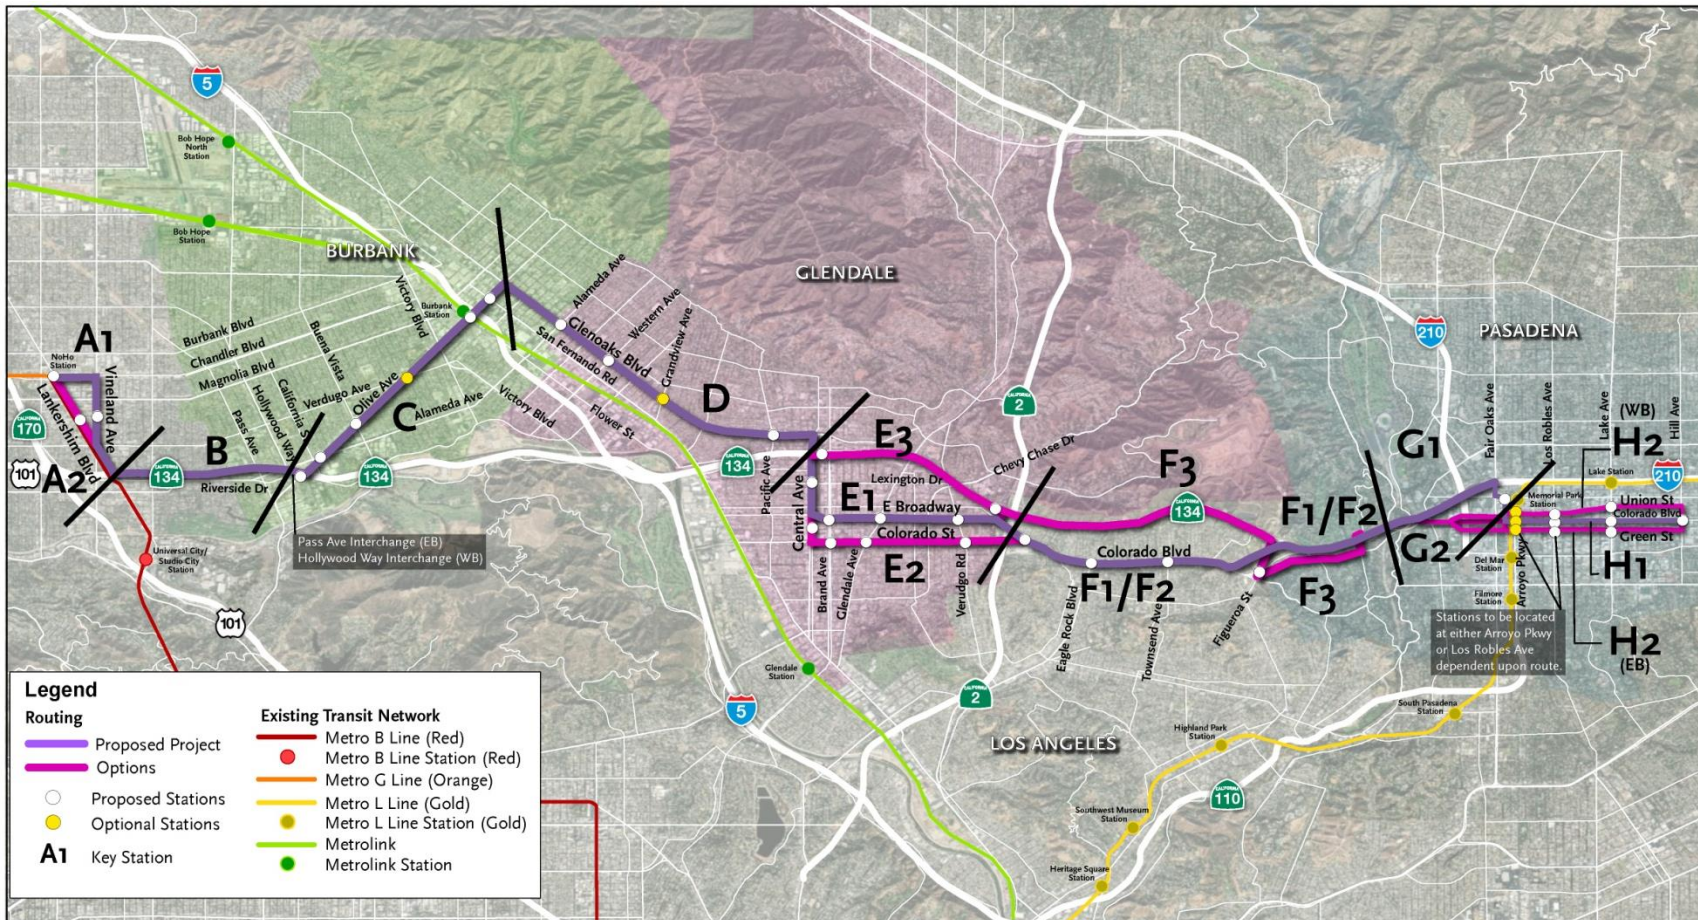 5
Bob Hope
North
Station
Bob Hope
Station
BURBANK
GLENDALE
PASADENA
LOS ANGELES
Burbank
Station
Victory Blvd
Alameda Ave
Western Ave
Grandview Ave
Glenoaks Blvd
San Fernando Rd
Flower St
Victory Blvd
Burbank Blvd
Chandler Blvd
Magnolia Blvd
Buena Vista
Verdugo Ave
Olive Ave
Alameda Ave
California St
Hollywood Way
Pass Ave
A1
NoHo
Station
Vineland Ave
Lankershim Blvd
CALIFORNIA
170
101
A2
CALIFORNIA
134
B
Riverside Dr
C
CALIFORNIA
134
D
CALIFORNIA
134
Pass Ave Interchange (EB)
Hollywood Way Interchange (WB)
Universal City/
Studio City
Station
101
Pacific Ave
Central Ave
E3
Lexington Dr
Chevy Chase Dr
E1
E Broadway
Colorado St
E2
Brand Ave
Glendale Ave
Verdugo Rd
CALIFORNIA
2
F3
CALIFORNIA
134
F1/F2
Colorado Blvd
F1/F2
F3
Eagle Rock Blvd
Townsend Ave
Figueroa St
210
G1
G2
Fair Oaks Ave
Los Robles Ave
Lake Ave
Hill Ave
(WB)
H2
Lake Station
210
Memorial Park
Station
Union St
Colorado Blvd
Green St
H1
Del Mar
Station
Arroyo Pkwy
Filmore
Station
Stations to be located
at either Arroyo Pkwy
or Los Robles Ave
dependent upon route.
H2
(EB)
Glendale
Station
5
CALIFORNIA
2
South Pasadena
Station
Highland Park
Station
CALIFORNIA
110
Southwest Museum
Station
Heritage Square
Station
Legend
Routing
Proposed Project
Options
Proposed Stations
Optional Stations
A1 Key Station
Existing Transit Network
Metro B Line (Red)
Metro B Line Station (Red)
Metro G Line (Orange)
Metro L Line (Gold)
Metro L Line Station (Gold)
Metrolink
Metrolink Station